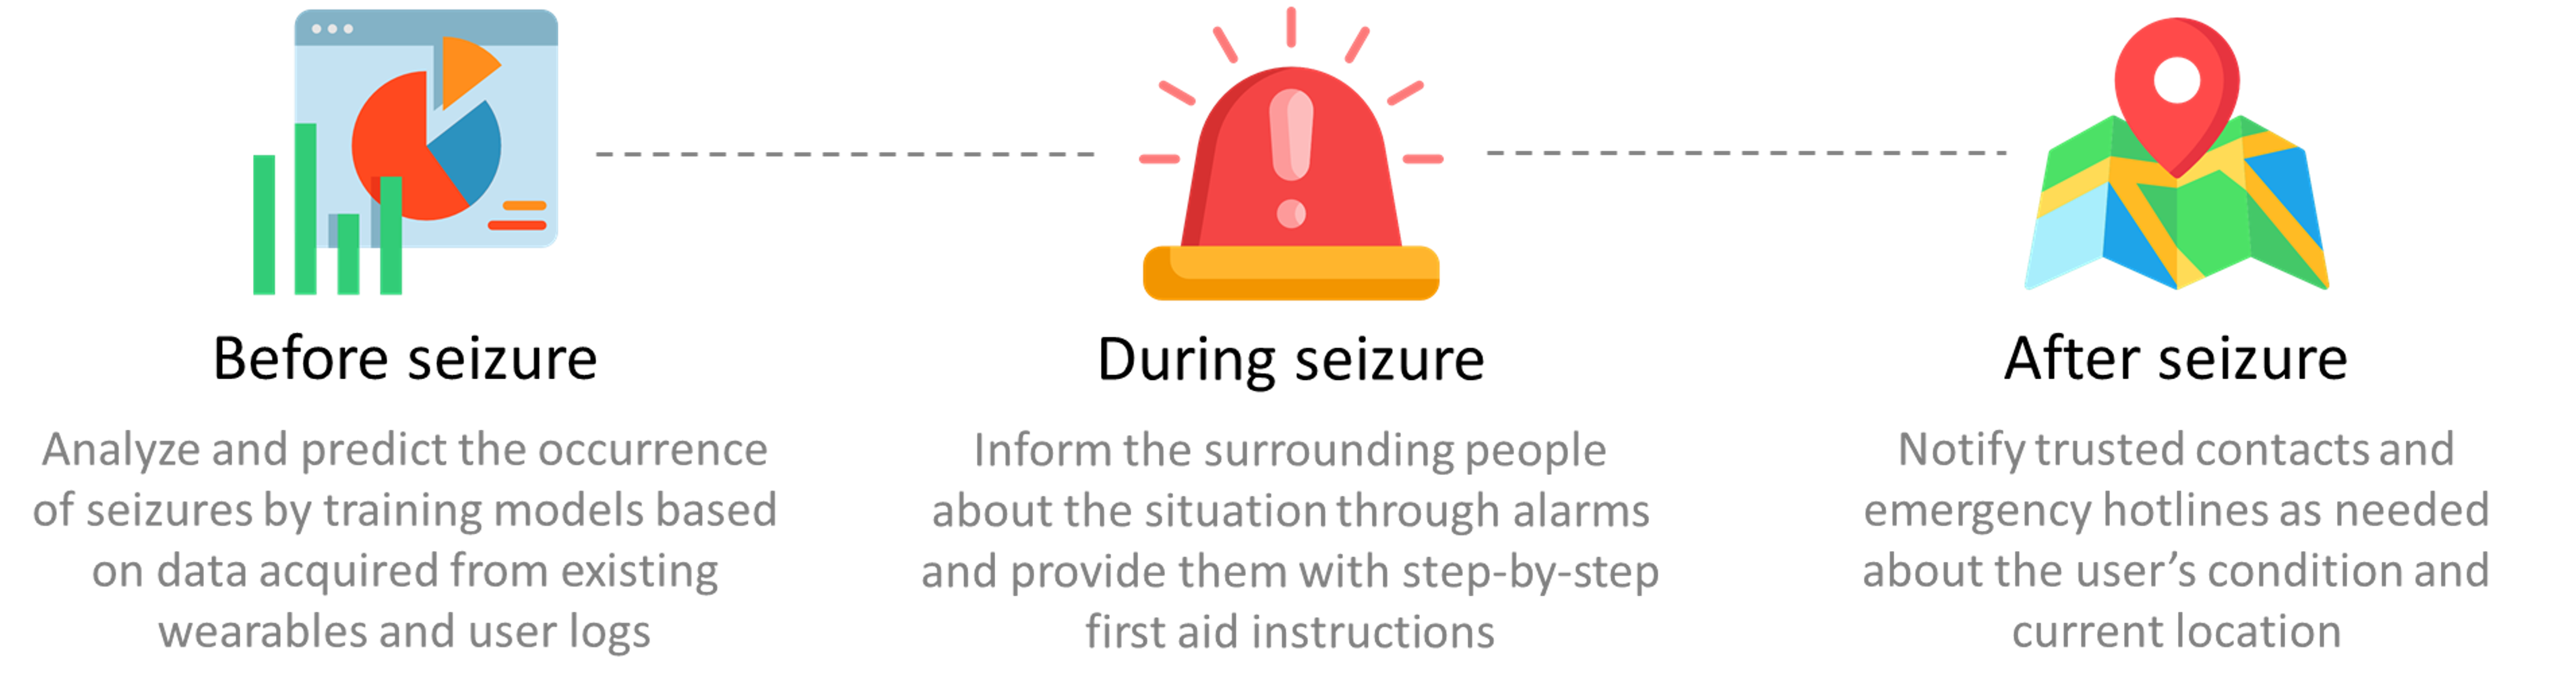 Before seizure
Analyze and predict the occurrence
of seizures by training models based
on data acquired from existing
wearables and user logs
During seizure
Inform the surrounding people
about the situation through alarms
and provide them with step-by-step
first aid instructions
After seizure
Notify trusted contacts and
emergency hotlines as needed
about the user’s condition and
current location